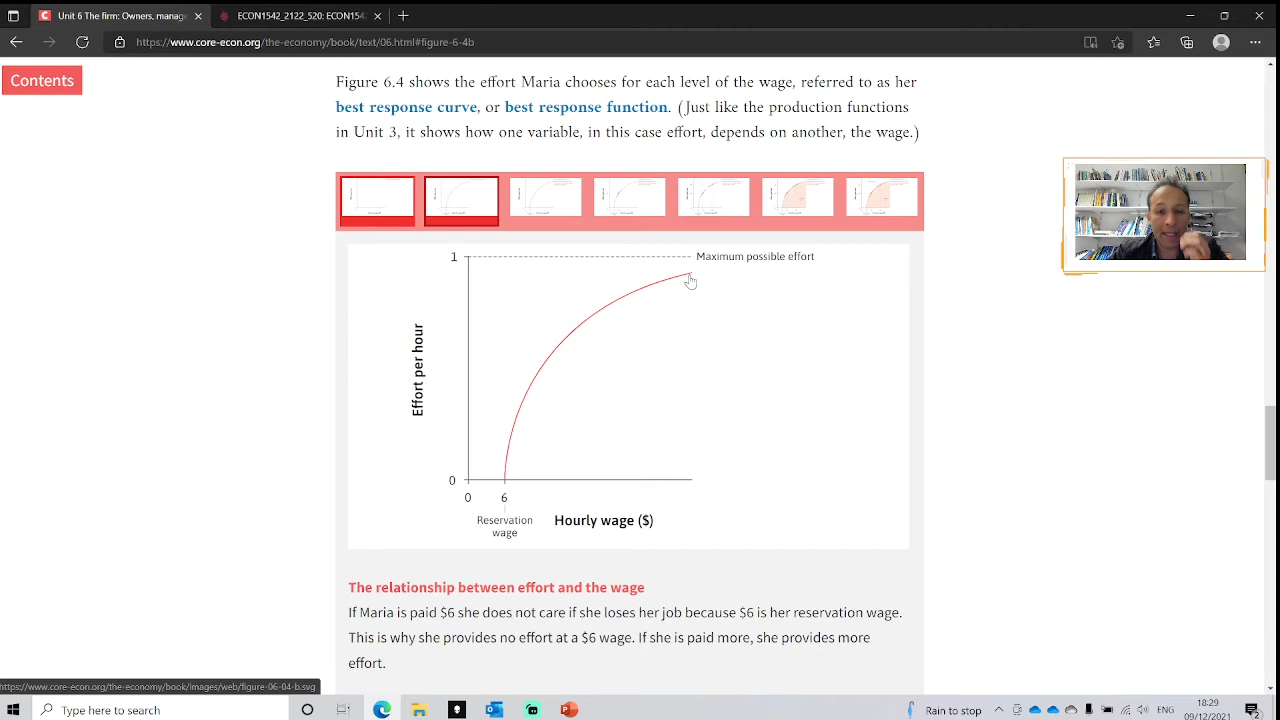 Unit 6 The firm: Owners, manage
ECON1542_2122_520: ECON154
https://www.core-econ.org/the-economy/book/text/06.html#figure-6-4b
Contents
Figure 6.4 shows the effort Maria chooses for each level of the wage, referred to as her
best response curve, or best response function. (Just like the production functions
in Unit 3, it shows how one variable, in this case effort, depends on another, the wage.)
1
Maximum possible effort
Effort per hour
0
0
6
Reservation
wage
Hourly wage ($)
The relationship between effort and the wage
If Maria is paid $6 she does not care if she loses her job because $6 is her reservation wage.
This is why she provides no effort at a $6 wage. If she is paid more, she provides more
effort.
https://www.core-econ.org/the-economy/book/images/web/figure-06-04-b.svg
Type here to search
Rain to stop
ENG
18:29
09/12/2021
2